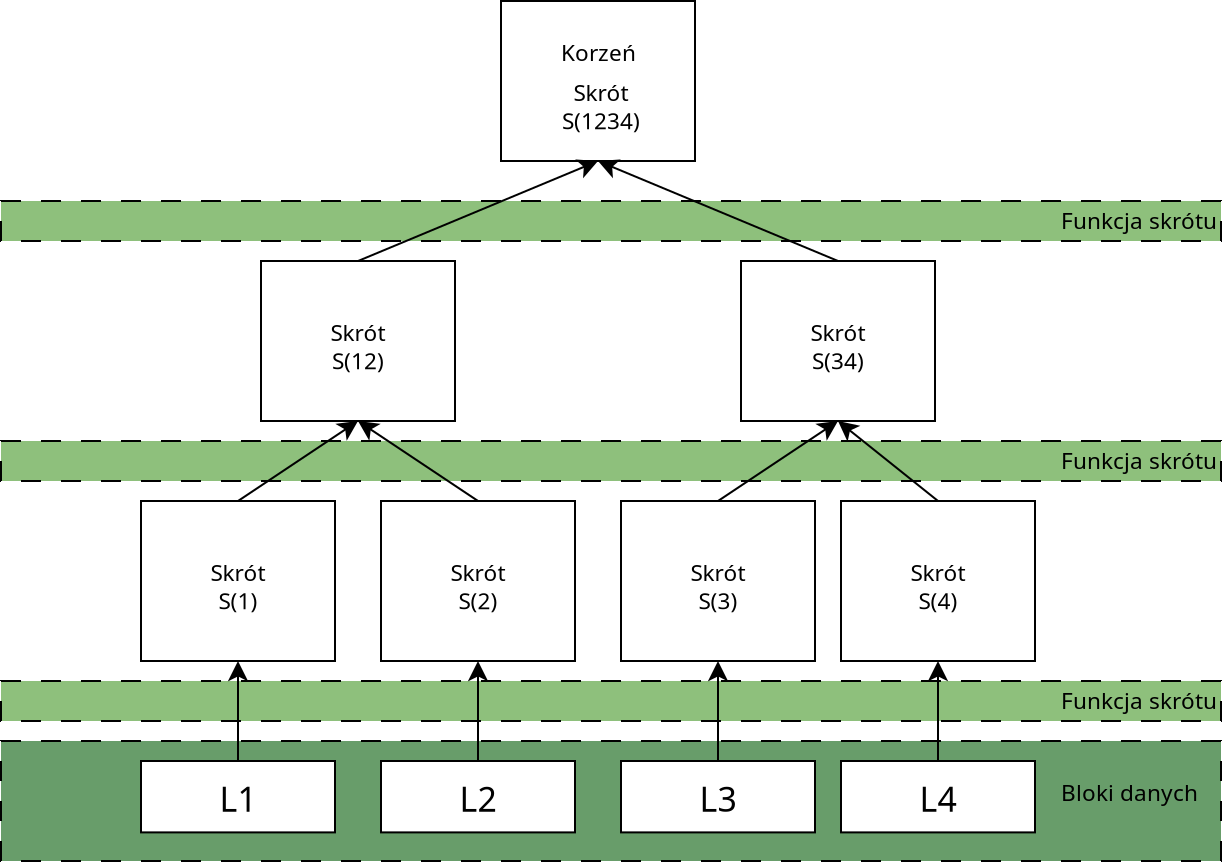 Korzeń
Skrót
S(1234)
Funkcja skrótu
Skrót
S(12)
Skrót
S(34)
Funkcja skrótu
Skrót
S(1)
Skrót
S(2)
Skrót
S(3)
Skrót
S(4)
Funkcja skrótu
L1
L2
L3
L4
Bloki danych